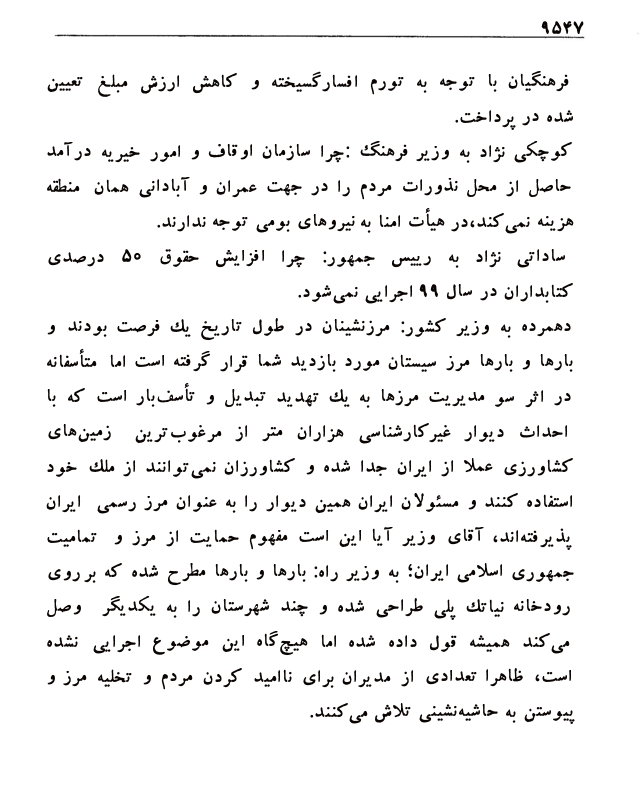 ۹۵۴۷
فرهنگیان با توجه به تورم افسارگسیخته و کاهش ارزش مبلغ تعیین
شده در پرداخت.
کوچکی نژاد به وزیر فرهنگ :چرا سازمان اوقاف و امور خیریه درآمد
حاصل از محل نذورات مردم را در جهت عمران و آبادانی همان منطقه
هزینه نمی‌کند،در هیأت امنا به نیروهای بومی توجه ندارند.
ساداتی نژاد به رییس جمهور: چرا افزایش حقوق ۵۰ درصدی
کتابداران در سال ۹۹ اجرایی نمی‌شود.
دهمرده به وزیر کشور: مرزنشینان در طول تاریخ یك فرصت بودند و
بارها و بارها مرز سیستان مورد بازدید شما قرار گرفته است اما متأسفانه
در اثر سو مدیریت مرزها به یك تهدید تبدیل و تأسف‌بار است که با
احداث دیوار غیرکارشناسی هزاران متر از مرغوب‌ترین زمین‌های
کشاورزی عملا از ایران جدا شده و کشاورزان نمی‌توانند از ملك خود
استفاده کنند و مسئولان ایران همین دیوار را به عنوان مرز رسمی ایران
پذیرفته‌اند، آقای وزیر آیا این است مفهوم حمایت از مرز و تمامیت
جمهوری اسلامی ایران؛ به وزیر راه: بارها و بارها مطرح شده که بر روی
رودخانه نیاتك پلی طراحی شده و چند شهرستان را به یکدیگر وصل
می‌کند همیشه قول داده شده اما هیچ‌گاه این موضوع اجرایی نشده
است، ظاهرا تعدادی از مدیران برای ناامید کردن مردم و تخلیه مرز و
پیوستن به حاشیه‌نشینی تلاش می‌کنند.